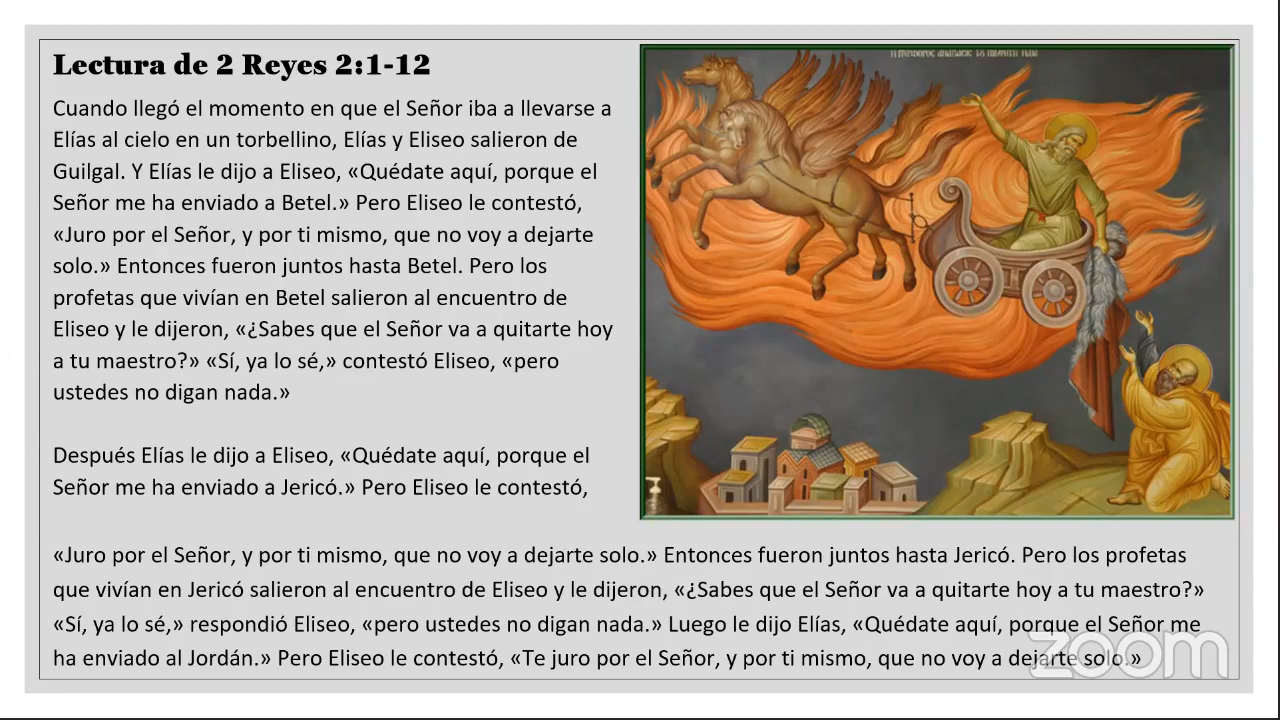 Lectura de 2 Reyes 2:1-12
Cuando llegó el momento en que el Señor iba a llevarse a
Elías al cielo en un torbellino, Elías y Eliseo salieron de
Guilgal. Y Elías le dijo a Eliseo, «Quédate aquí, porque el
Señor me ha enviado a Betel.» Pero Eliseo le contestó,
«Juro por el Señor, y por ti mismo, que no voy a dejarte
solo.» Entonces fueron juntos hasta Betel. Pero los
profetas que vivían en Betel salieron al encuentro de
Eliseo y le dijeron, «¿Sabes que el Señor va a quitarte hoy
a tu maestro?» «Sí, ya lo sé,» contestó Eliseo, «pero
ustedes no digan nada.»
Después Elías le dijo a Eliseo, «Quédate aquí, porque el
Señor me ha enviado a Jericó.» Pero Eliseo le contestó,
«Juro por el Señor, y por ti mismo, que no voy a dejarte solo.» Entonces fueron juntos hasta Jericó. Pero los profetas
que vivían en Jericó salieron al encuentro de Eliseo y le dijeron, «¿Sabes que el Señor va a quitarte hoy a tu maestro?»
«Sí, ya lo sé,» respondió Eliseo, «pero ustedes no digan nada.» Luego le dijo Elías, «Quédate aquí, porque el Señor me
ha enviado al Jordán.» Pero Eliseo le contestó, «Te juro por el Señor, y por ti mismo, que no voy a dejarte solo.»
zoom